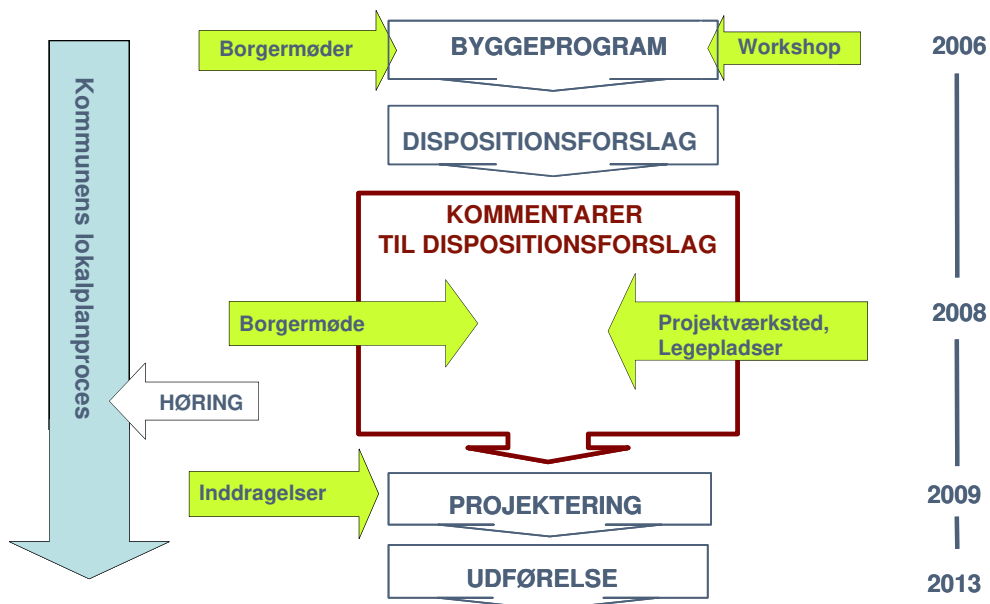 Borgermøder
BYGGEPROGRAM
Workshop
2006
Kommunens lokalplanproces
DISPOSITIONSFORSLAG
KOMMENTARER
TIL DISPOSITIONSFORSLAG
Borgermøde
Projektværksted,
Legepladser
2008
HØRING
Inddragelser
PROJEKTERING
2009
UDFØRELSE
2013